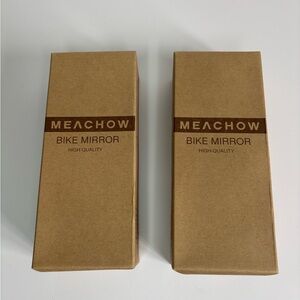 MEACHOW
BIKE MIRROR
HIGH QUALITY
MEACHOW
BIKE MIRROR
HIGH-QUALITY